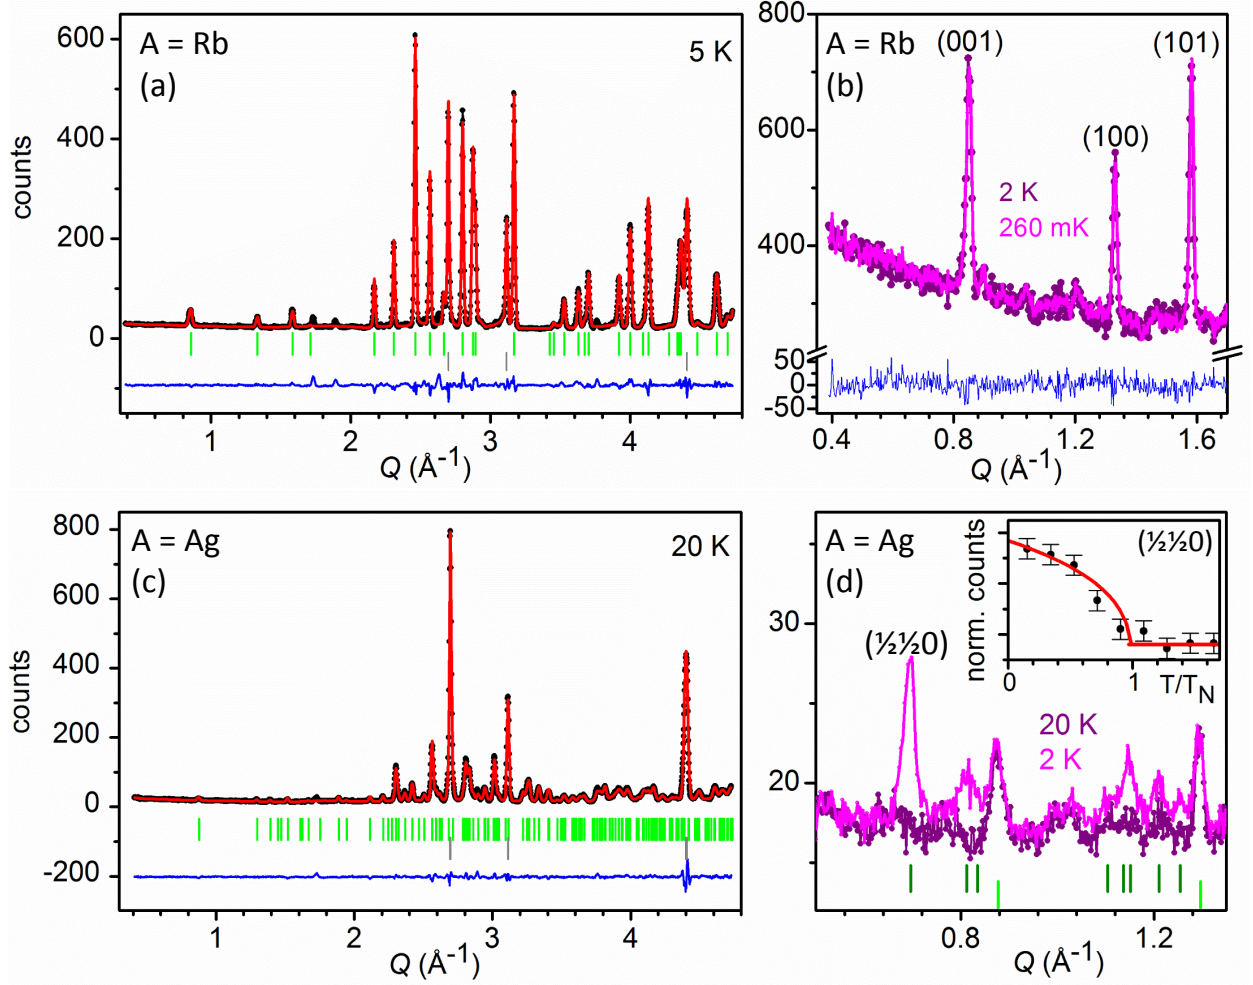 A = Rb
(a)
5 K
600
400
200
0
counts
1
2
3
4
Q (Å-1)
A = Rb
(b)
(001)
(100)
(101)
2 K
260 mK
800
600
400
50
0
-50
0.4
0.8
1.2
1.6
Q (Å-1)
A = Ag
(c)
20 K
800
600
400
200
0
-200
counts
1
2
3
4
Q (Å-1)
A = Ag
(d)
(½½0)
30
20
20 K
2 K
0.8
1.2
Q (Å-1)
norm. counts
(½½0)
0
1
T/TN